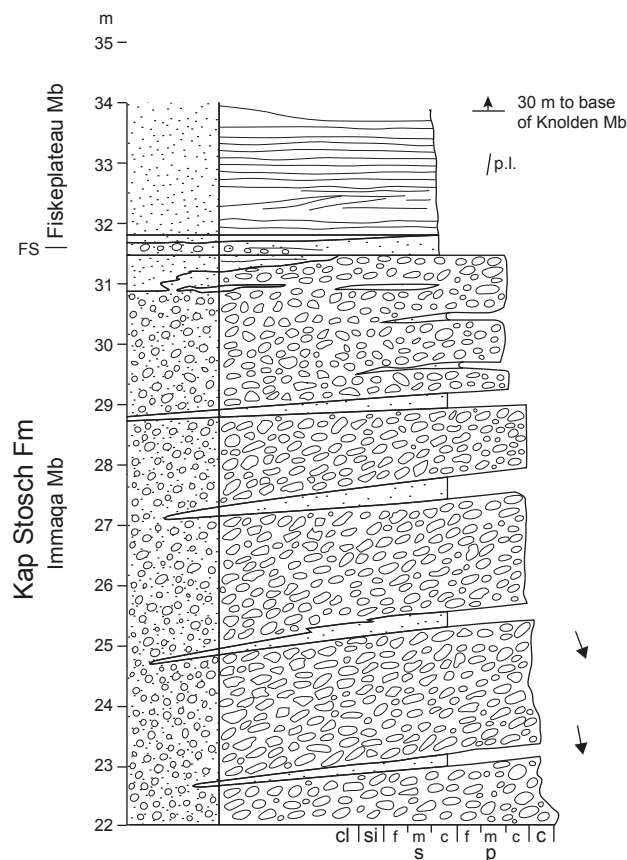 m
35
34
33
32
31
30
29
28
27
26
25
24
23
22
Fiskeplateau Mb
FS
Kap Stosch Fm
Immaqa Mb
30 m to base
of Knolden Mb
p.l.
cl si f m c f m c c
s p